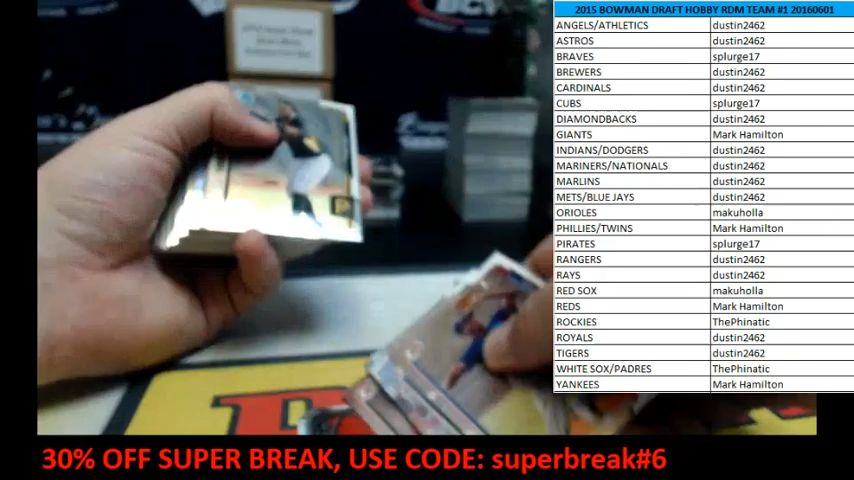 2015 BOWMAN DRAFT HOBBY RDM TEAM #1 20160601
ANGELS/ATHLETICS dustin2462
ASTROS dustin2462
BRAVES splurge17
BREWERS dustin2462
CARDINALS dustin2462
CUBS splurge17
DIAMONDBACKS dustin2462
GIANTS Mark Hamilton
INDIANS/DODGERS dustin2462
MARINERS/NATIONALS dustin2462
MARLINS dustin2462
METS/BLUE JAYS dustin2462
ORIOLES makuholla
PHILLIES/TWINS Mark Hamilton
PIRATES splurge17
RANGERS dustin2462
RAYS dustin2462
RED SOX makuholla
REDS Mark Hamilton
ROCKIES ThePhinatic
ROYALS dustin2462
TIGERS dustin2462
WHITE SOX/PADRES ThePhinatic
YANKEES Mark Hamilton
30% OFF SUPER BREAK, USE CODE: superbreak#6